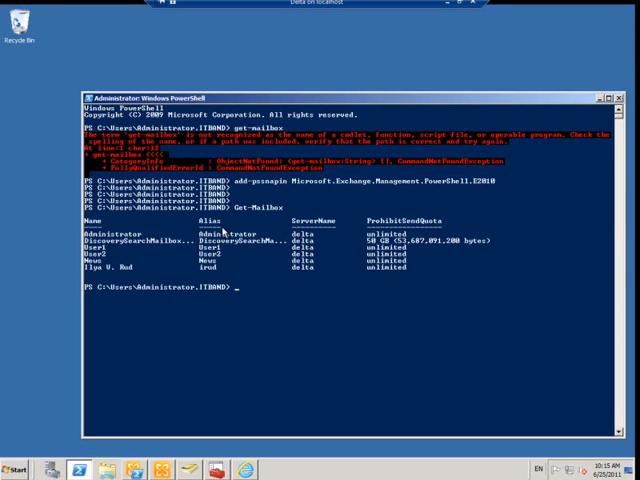 Delta on localhost
Recycle Bin
Administrator: Windows PowerShell
Windows PowerShell
Copyright (C) 2009 Microsoft Corporation. All rights reserved.
PS C:\Users\Administrator.ITBAND> get-mailbox
The term 'get-mailbox' is not recognized as the name of a cmdlet, function, script file, or operable program. Check the
spelling of the name, or if a path was included, verify that the path is correct and try again.
At line:1 char:12
+ get-mailbox <<<<
+ CategoryInfo : ObjectNotFound: (get-mailbox:String) [], CommandNotFoundException
+ FullyQualifiedErrorId : CommandNotFoundException
PS C:\Users\Administrator.ITBAND> add-pssnapin Microsoft.Exchange.Management.PowerShell.E2010
PS C:\Users\Administrator.ITBAND>
PS C:\Users\Administrator.ITBAND>
PS C:\Users\Administrator.ITBAND>
PS C:\Users\Administrator.ITBAND> Get-Mailbox
Name Alias ServerName ProhibitSendQuota
---- ----- ---------- -----------------
Administrator Administrator delta unlimited
DiscoverySearchMailbox... DiscoverySearchMa... delta 50 GB (53,687,091,200 bytes)
User1 User1 delta unlimited
User2 User2 delta unlimited
News News delta unlimited
Ilya V. Rud irud delta unlimited
PS C:\Users\Administrator.ITBAND> _
Start
EN
10:15 AM
6/25/2011